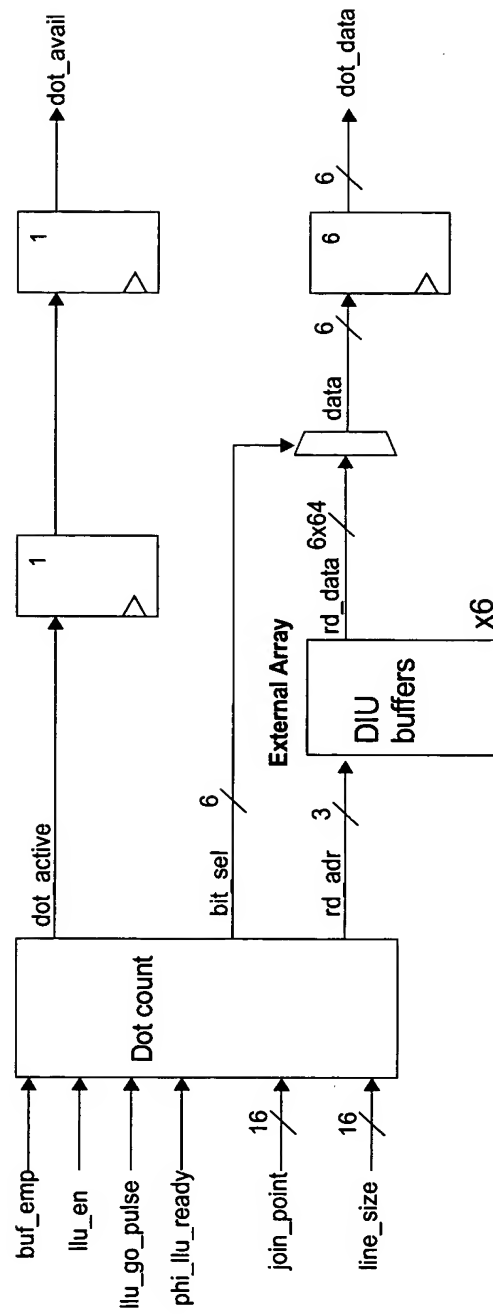 buf_emp
llu_en
llu_go_pulse
phi_llu_ready
join_point
16
line_size
16
Dot count
dot_active
bit_sel
6
rd_adr
3
1
External Array
DIU
buffers
x6
rd_data
6x64
data
6
1
6
dot_avail
6
dot_data